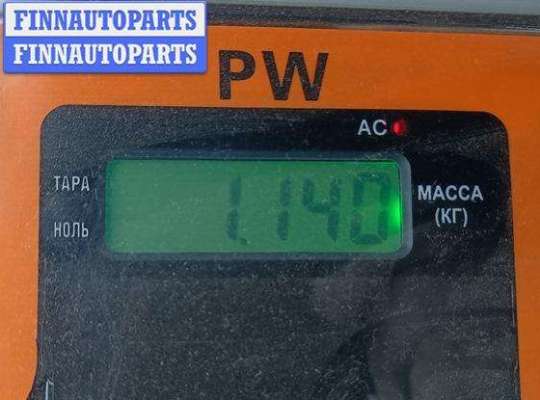 FINNAUTOPARTS
FINNAUTOPARTS
PW
AC
ТАРА
1.140
МАССА
(КГ)
НОЛЬ